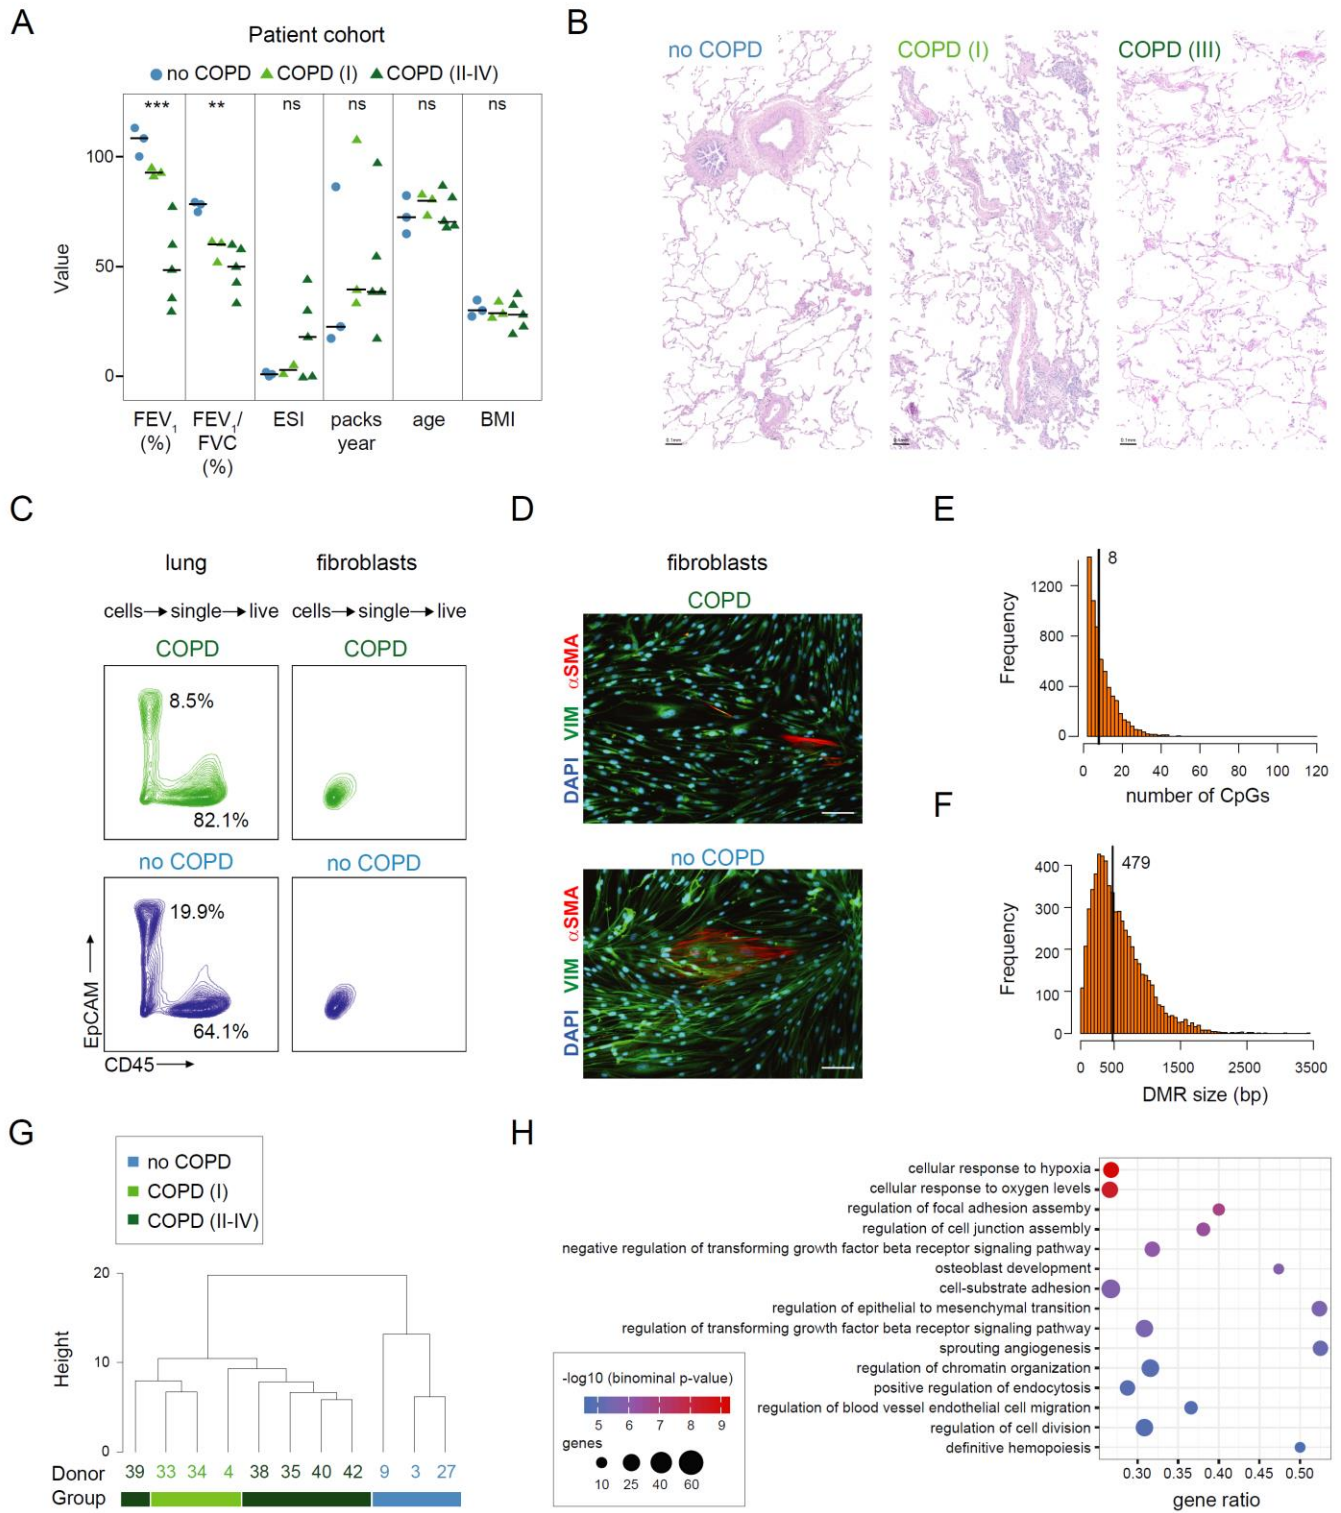 A
Patient cohort
no COPD COPD (I) COPD (II-IV)
*** ** ns ns ns ns
100
50
0
Value
FEV1 (%)
FEV1/ FVC (%)
ESI
packs year
age
BMI
B
no COPD
COPD (I)
COPD (III)
0.1mm
C
lung
fibroblasts
cells single live
cells single live
COPD
COPD
8.5%
82.1%
no COPD
no COPD
19.9%
64.1%
EpCAM
CD45
D
fibroblasts
COPD
DAPI VIM αSMA
no COPD
DAPI VIM αSMA
E
8
1200
800
400
0
Frequency
0 20 40 60 80 100 120
number of CpGs
F
479
400
300
200
100
0
Frequency
0 500 1500 2500 3500
DMR size (bp)
G
no COPD
COPD (I)
COPD (II-IV)
20
10
0
Height
Donor 39 33 34 4 38 35 40 42 9 3 27
Group
H
cellular response to hypoxia
cellular response to oxygen levels
regulation of focal adhesion assemby
regulation of cell junction assembly
negative regulation of transforming growth factor beta receptor signaling pathway
osteoblast development
cell-substrate adhesion
regulation of epithelial to mesenchymal transition
regulation of transforming growth factor beta receptor signaling pathway
sprouting angiogenesis
regulation of chromatin organization
positive regulation of endocytosis
regulation of blood vessel endothelial cell migration
regulation of cell division
definitive hemopoiesis
0.30 0.35 0.40 0.45 0.50
gene ratio
-log10 (binominal p-value)
5 6 7 8 9
genes
10 25 40 60